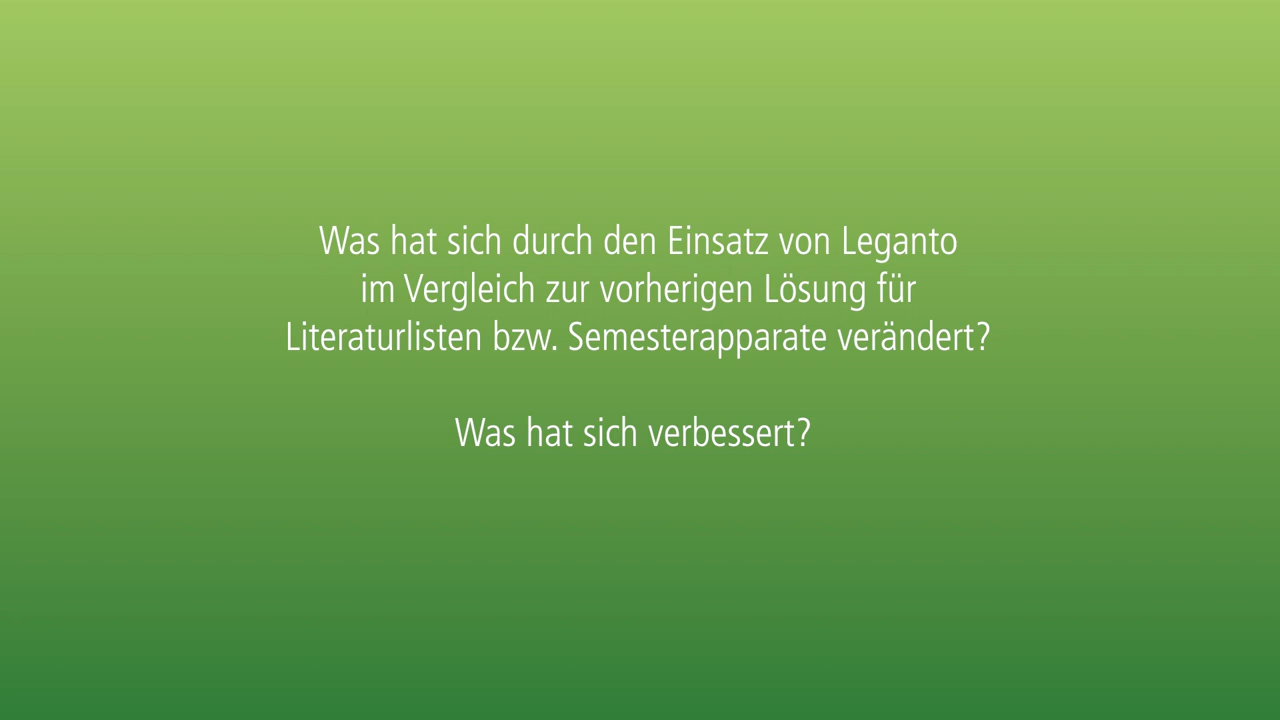 Was hat sich durch den Einsatz von Leganto
im Vergleich zur vorherigen Lösung für
Literaturlisten bzw. Semesterapparate verändert?
Was hat sich verbessert?